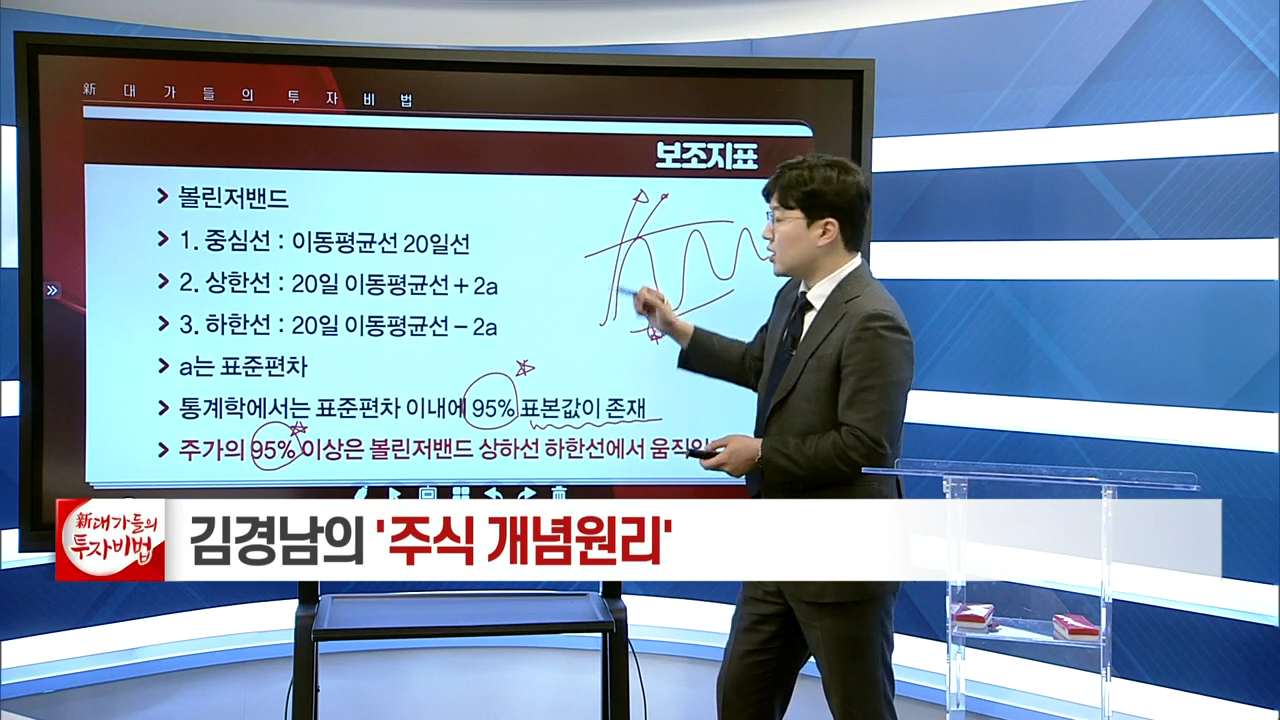 新 대 가 들 의 투 자 비 법
보조지표
볼린저밴드
1. 중심선 : 이동평균선 20일선
2. 상한선 : 20일 이동평균선 + 2a
3. 하한선 : 20일 이동평균선 – 2a
a는 표준편차
통계학에서는 표준편차 이내에 95% 표본값이 존재
주가의 95% 이상은 볼린저밴드 상하선 하한선에서
新대가들의
투자비법
김경남의 '주식 개념원리'